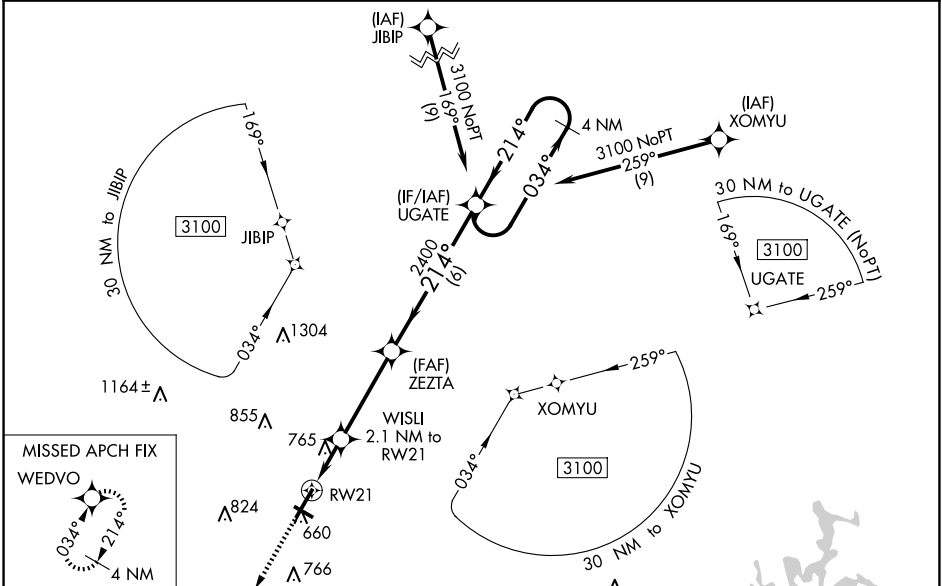 (IAF)
JIBIP
3100 NoPT
169°
(9)
(IAF)
XOMYU
3100 NoPT
259°
(9)
4 NM
214°
034°
(IF/IAF)
UGATE
2400
214°
(6)
30 NM to JIBIP
169°
3100
JIBIP
034°
30 NM to UGATE (NoPT)
169°
3100
UGATE
259°
1304
1164±
855
(FAF)
ZEZTA
WISLI
2.1 NM to
RW21
765
259°
XOMYU
034°
3100
30 NM to XOMYU
MISSED APCH FIX
WEDVO
034°
214°
4 NM
RW21
824
660
766